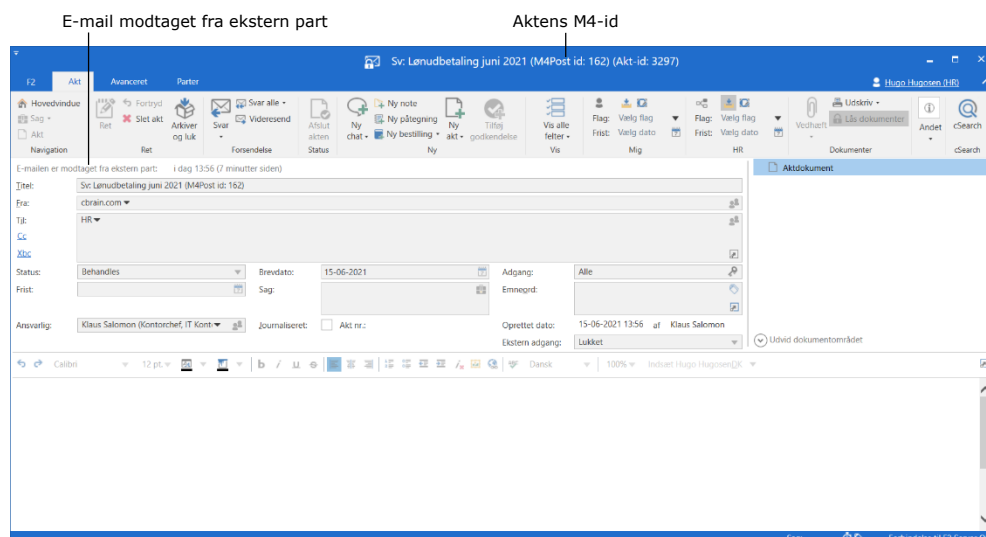 E-mail modtaget fra ekstern part Aktens M4-id
Sv: Lønudbetaling juni 2021 (M4Post id: 162) (Akt-id: 3297)
F2 Akt Avanceret Parter Hugo Hugosen (HR)
Hovedvindue Fortryd Svar alle Ny note Udskriv
Sag Ret Slet akt Arkiver og luk Svar Videresend Afslut akten Ny chat Ny påtegning Ny akt Tilføj godkendelse Vis alle felter Flag: Vælg flag Flag: Vælg flag Vedhæft Lås dokumenter Andet cSearch
Akt Ny bestilling Frist: Vælg dato Frist: Vælg dato
Navigation Ret Forsendelse Status Ny Vis Mig HR Dokumenter cSearch
E-mailen er modtaget fra ekstern part: i dag 13:56 (7 minutter siden) Aktdokument
Titel: Sv: Lønudbetaling juni 2021 (M4Post id: 162)
Fra: cbrain.com
Til: HR
Cc
Xbc
Status: Behandles Brevdato: 15-06-2021 Adgang: Alle
Frist: Sag: Emneord:
Ansvarlig: Klaus Salomon (Kontorchef, IT Kont Journaliseret: Akt nr.: Oprettet dato: 15-06-2021 13:56 af Klaus Salomon
Ekstern adgang: Lukket Udvid dokumentområdet
Calibri 12 pt. b / u Dansk 100% Indsæt Hugo Hugosen DK